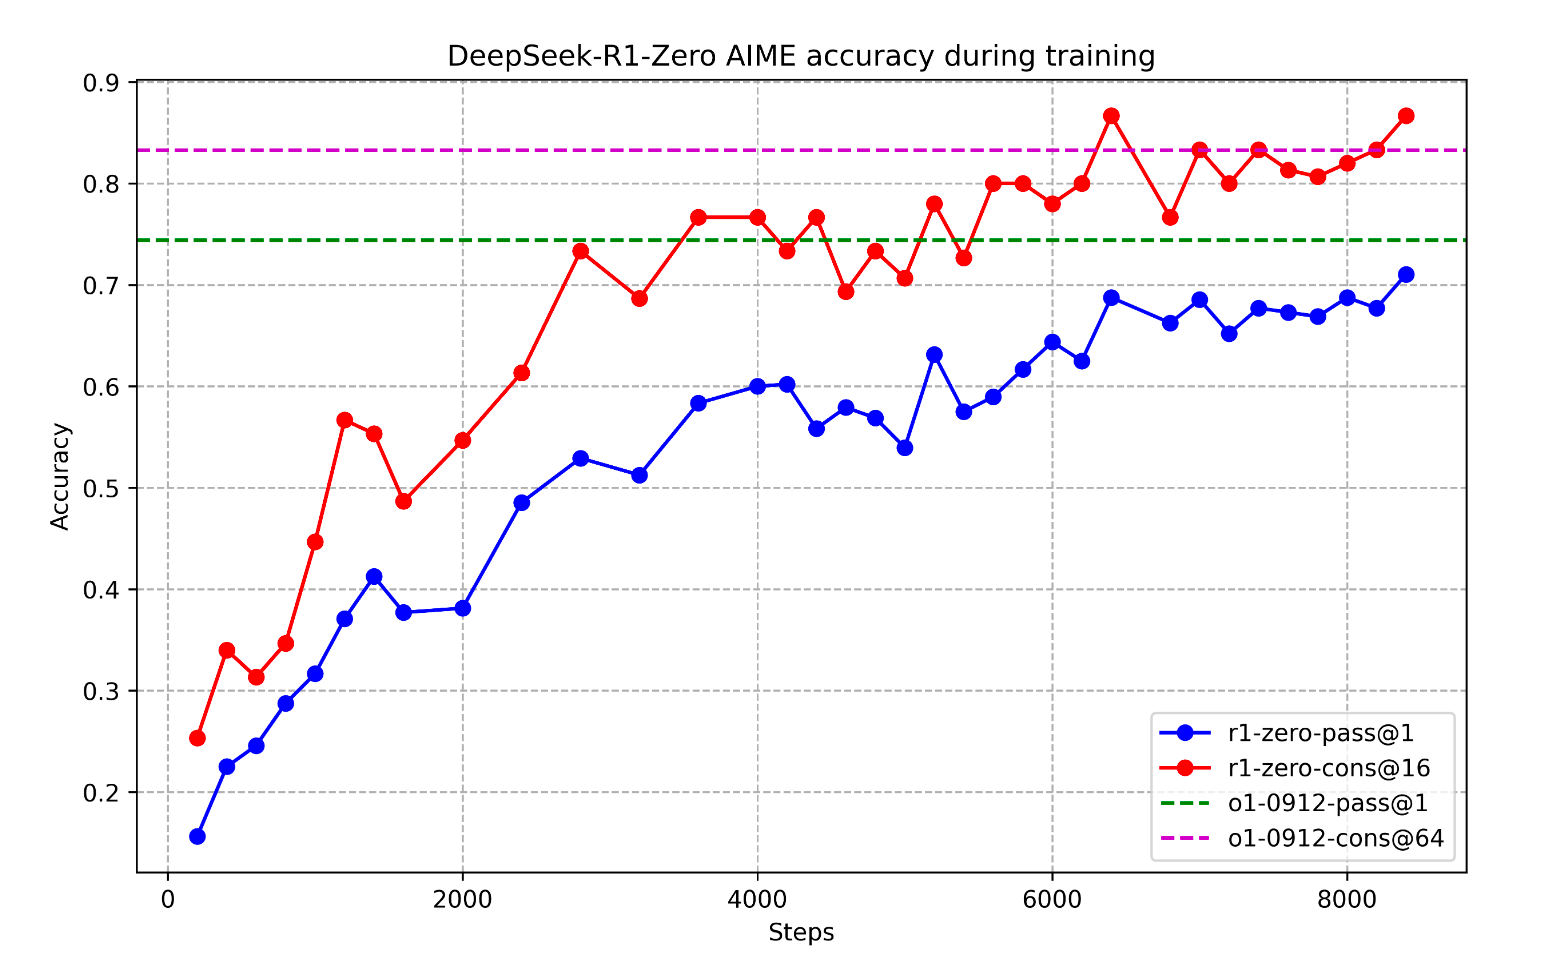 DeepSeek-R1-Zero AIME accuracy during training
0.9
0.8
0.7
0.6
0.5
0.4
0.3
0.2
Accuracy
r1-zero-pass@1
r1-zero-cons@16
o1-0912-pass@1
o1-0912-cons@64
0 2000 4000 6000 8000
Steps